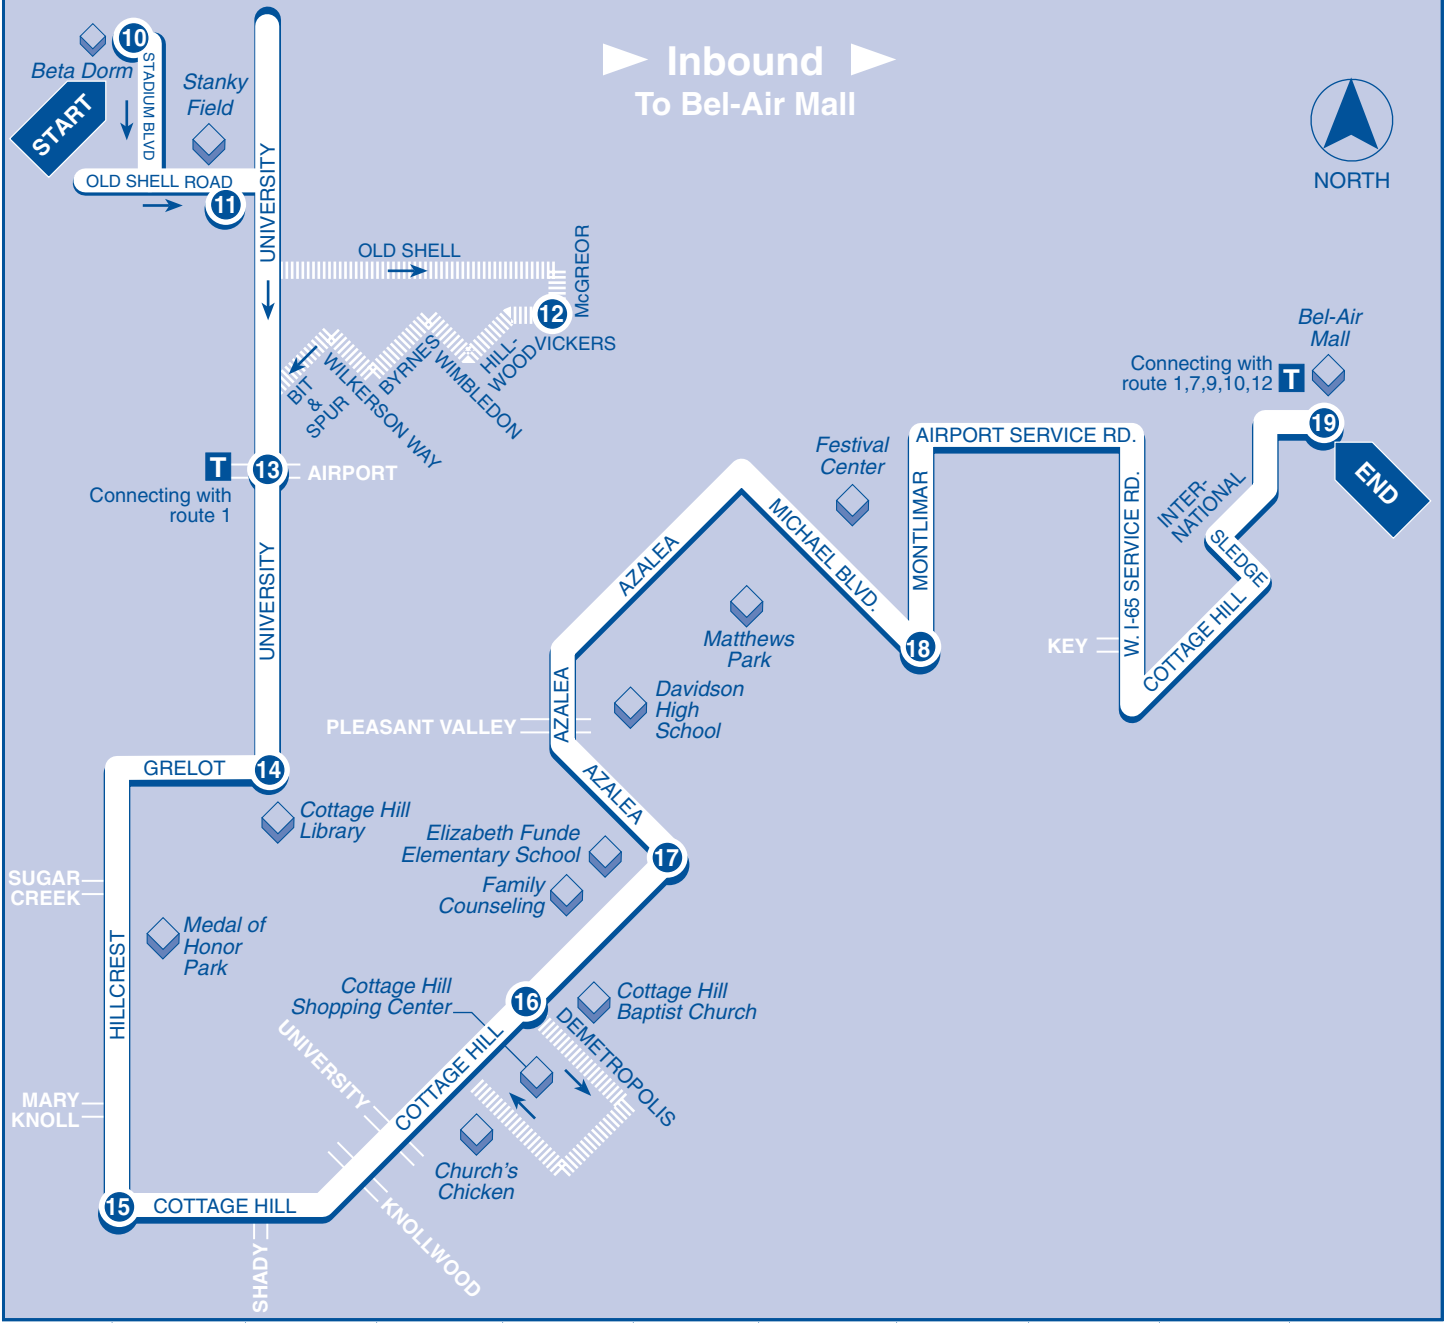 Inbound
To Bel-Air Mall
10
Beta Dorm
START
STADIUM BLVD
Stanky
Field
OLD SHELL ROAD
11
UNIVERSITY
NORTH
OLD SHELL
McGREOR
12
VICKERS
HILL-
WOOD
WIMBLEDON
BYRNES
WILKERSON WAY
BIT
&
SPUR
T
13
AIRPORT
Connecting with
route 1
UNIVERSITY
GRELOT
14
Cottage Hill
Library
SUGAR
CREEK
HILLCREST
Medal of
Honor
Park
MARY
KNOLL
15
COTTAGE HILL
SHADY
KNOLLWOOD
UNIVERSITY
COTTAGE HILL
Cottage Hill
Shopping Center
16
Cottage Hill
Baptist Church
DEMETROPOLIS
Church's
Chicken
Elizabeth Funde
Elementary School
Family
Counseling
17
AZALEA
PLEASANT VALLEY
AZALEA
Davidson
High
School
Matthews
Park
AZALEA
MICHAEL BLVD.
Festival
Center
18
MONTLIMAR
AIRPORT SERVICE RD.
W. I-65 SERVICE RD.
KEY
COTTAGE HILL
SLEDGE
INTER-
NATIONAL
Bel-Air
Mall
Connecting with
route 1,7,9,10,12
T
19
END